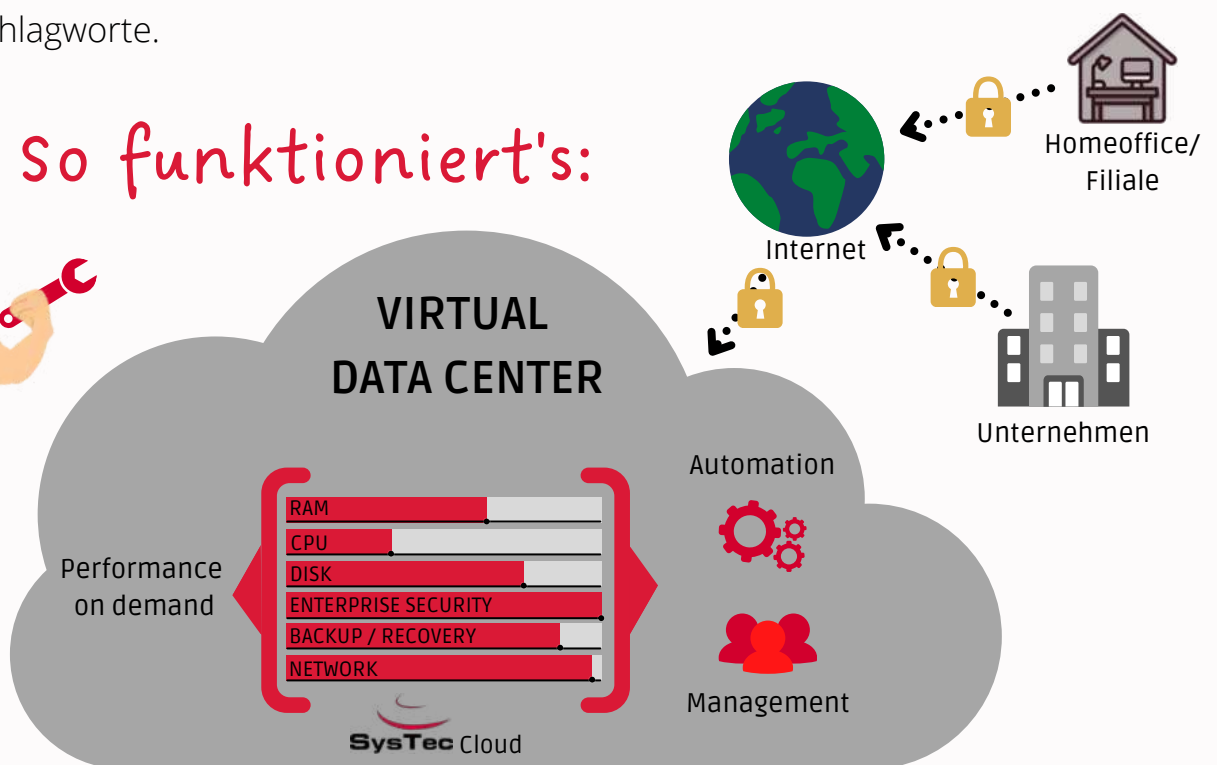 hlagworte.
So funktioniert's:
Homeoffice/
Filiale
Internet
Unternehmen
VIRTUAL
DATA CENTER
Performance
on demand
RAM
CPU
DISK
ENTERPRISE SECURITY
BACKUP / RECOVERY
NETWORK
SysTec Cloud
Automation
Management